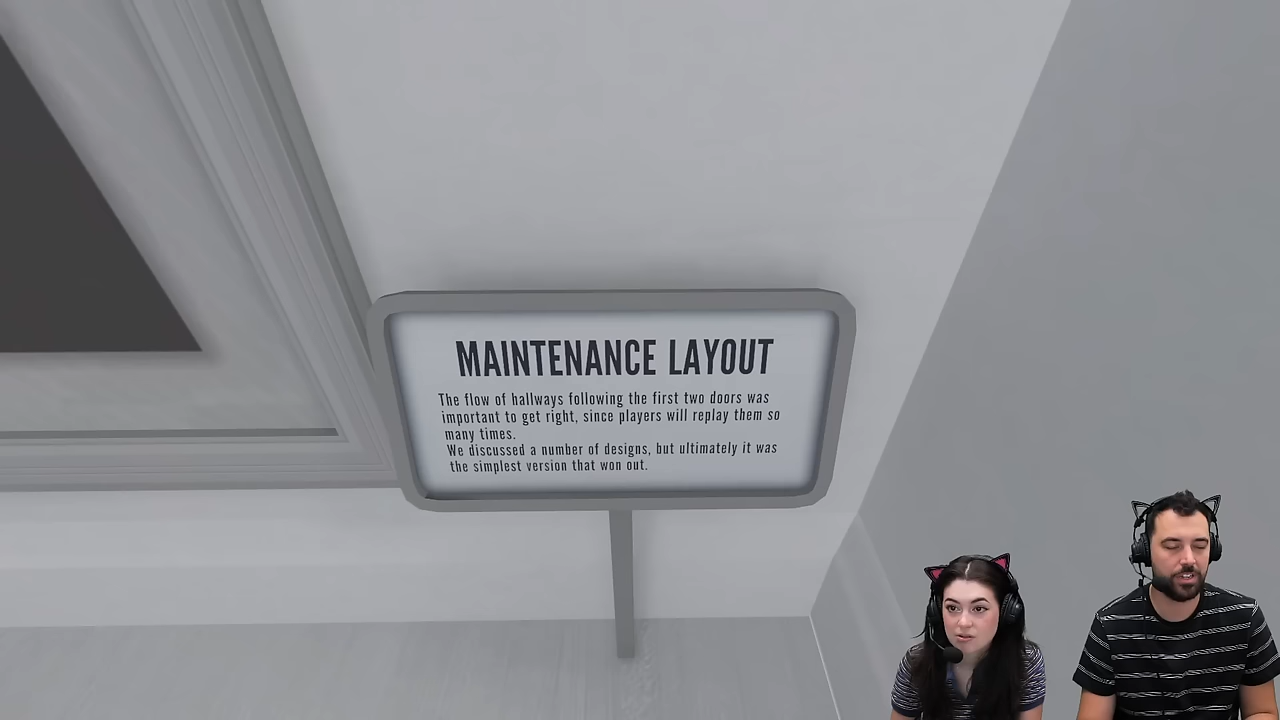 MAINTENANCE LAYOUT
The flow of hallways following the first two doors was
important to get right, since players will replay them so
many times.
We discussed a number of designs, but ultimately it was
the simplest version that won out.